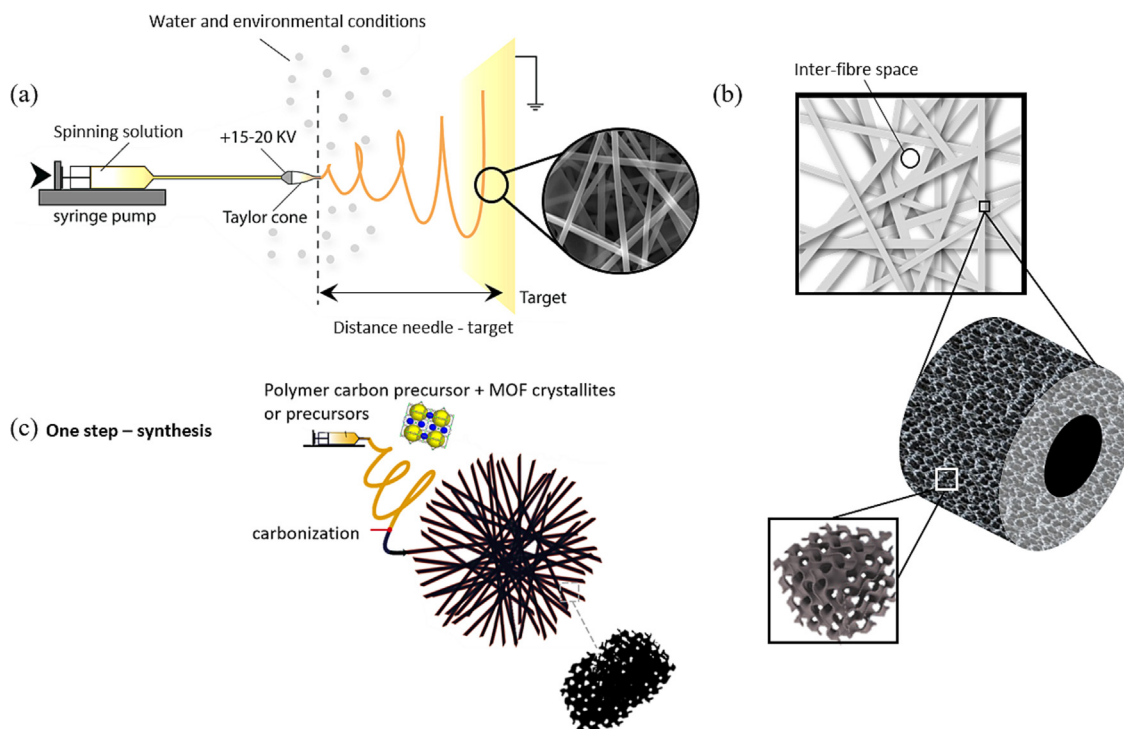 Water and environmental conditions
(a)
Spinning solution
+15-20 KV
syringe pump
Taylor cone
Target
Distance needle - target
(b)
Inter-fibre space
(c) One step – synthesis
Polymer carbon precursor + MOF crystallites
or precursors
carbonization